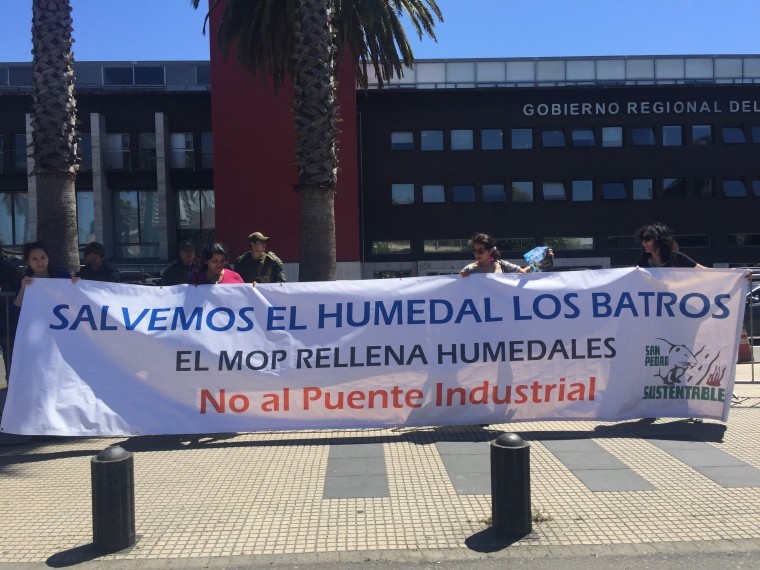 GOBIERNO REGIONAL DEL
SALVEMOS EL HUMEDAL LOS BATROS
EL MOP RELLENA HUMEDALES
No al Puente Industrial
SAN
PEDRO
SUSTENTABLE